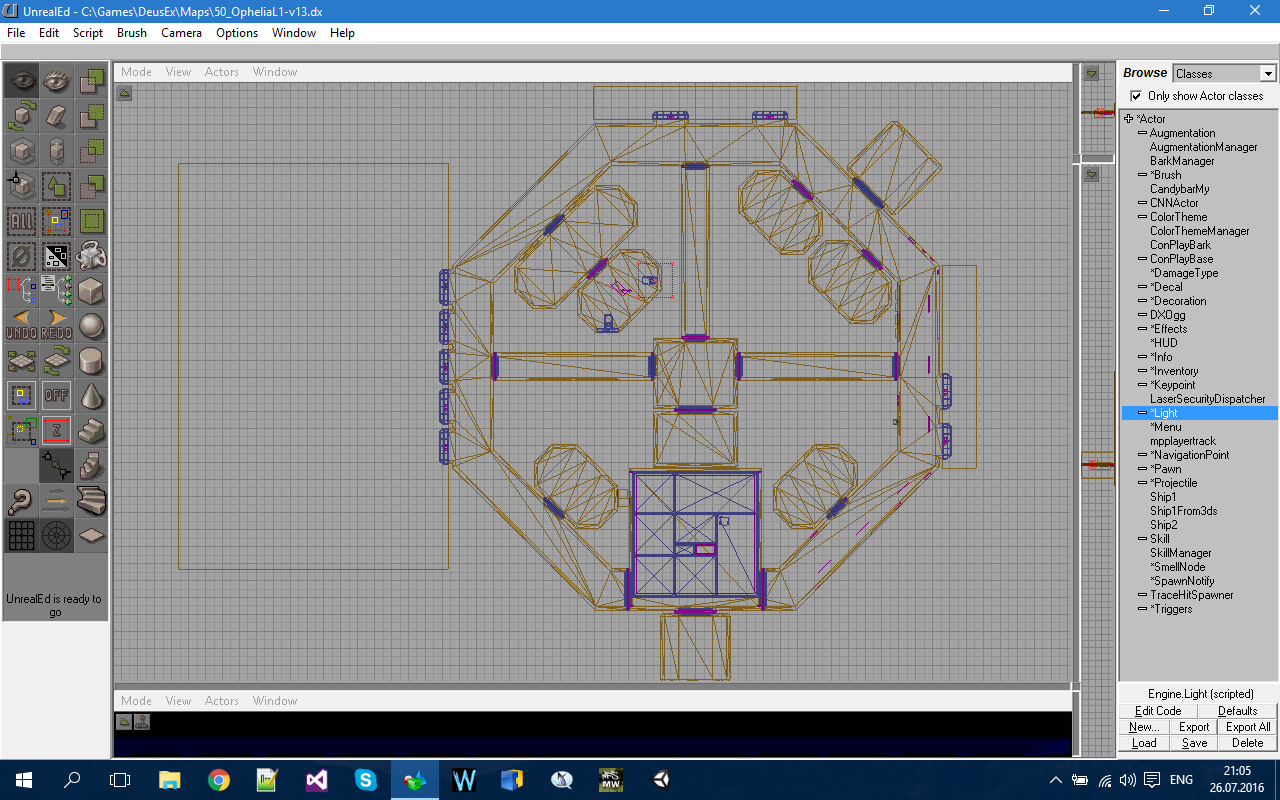 UnrealEd - C:\Games\DeusEx\Maps\50_OpheliaL1-v13.dx
File Edit Script Brush Camera Options Window Help
Mode View Actors Window
Browse Classes
Only show Actor classes
*Actor
Augmentation
AugmentationManager
BarkManager
*Brush
CandybarMy
CNNActor
ColorTheme
ColorThemeManager
ConPlayBark
ConPlayBase
*DamageType
*Decal
*Decoration
DXOgg
*Effects
*HUD
*Info
*Inventory
*Keypoint
LaserSecurityDispatcher
*Light
*Menu
mpplayertrack
*NavigationPoint
*Pawn
*Projectile
Ship1
Ship1From3ds
Ship2
Skill
SkillManager
*SmellNode
*SpawnNotify
TraceHitSpawner
*Triggers
ALL
UNDO REDO
OFF
Z
UnrealEd is ready to
go
Mode View Actors Window
Engine.Light (scripted)
Edit Code Defaults
New... Export Export All
Load Save Delete
W
S
MW
ENG
21:05
26.07.2016